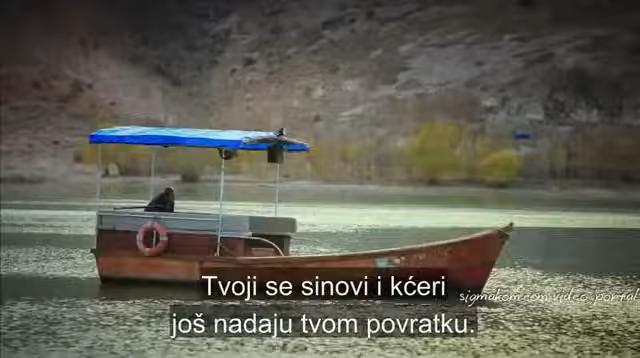 Tvoji se sinovi i kćeri
još nadaju tvom povratku.
sigmakom.com video portal